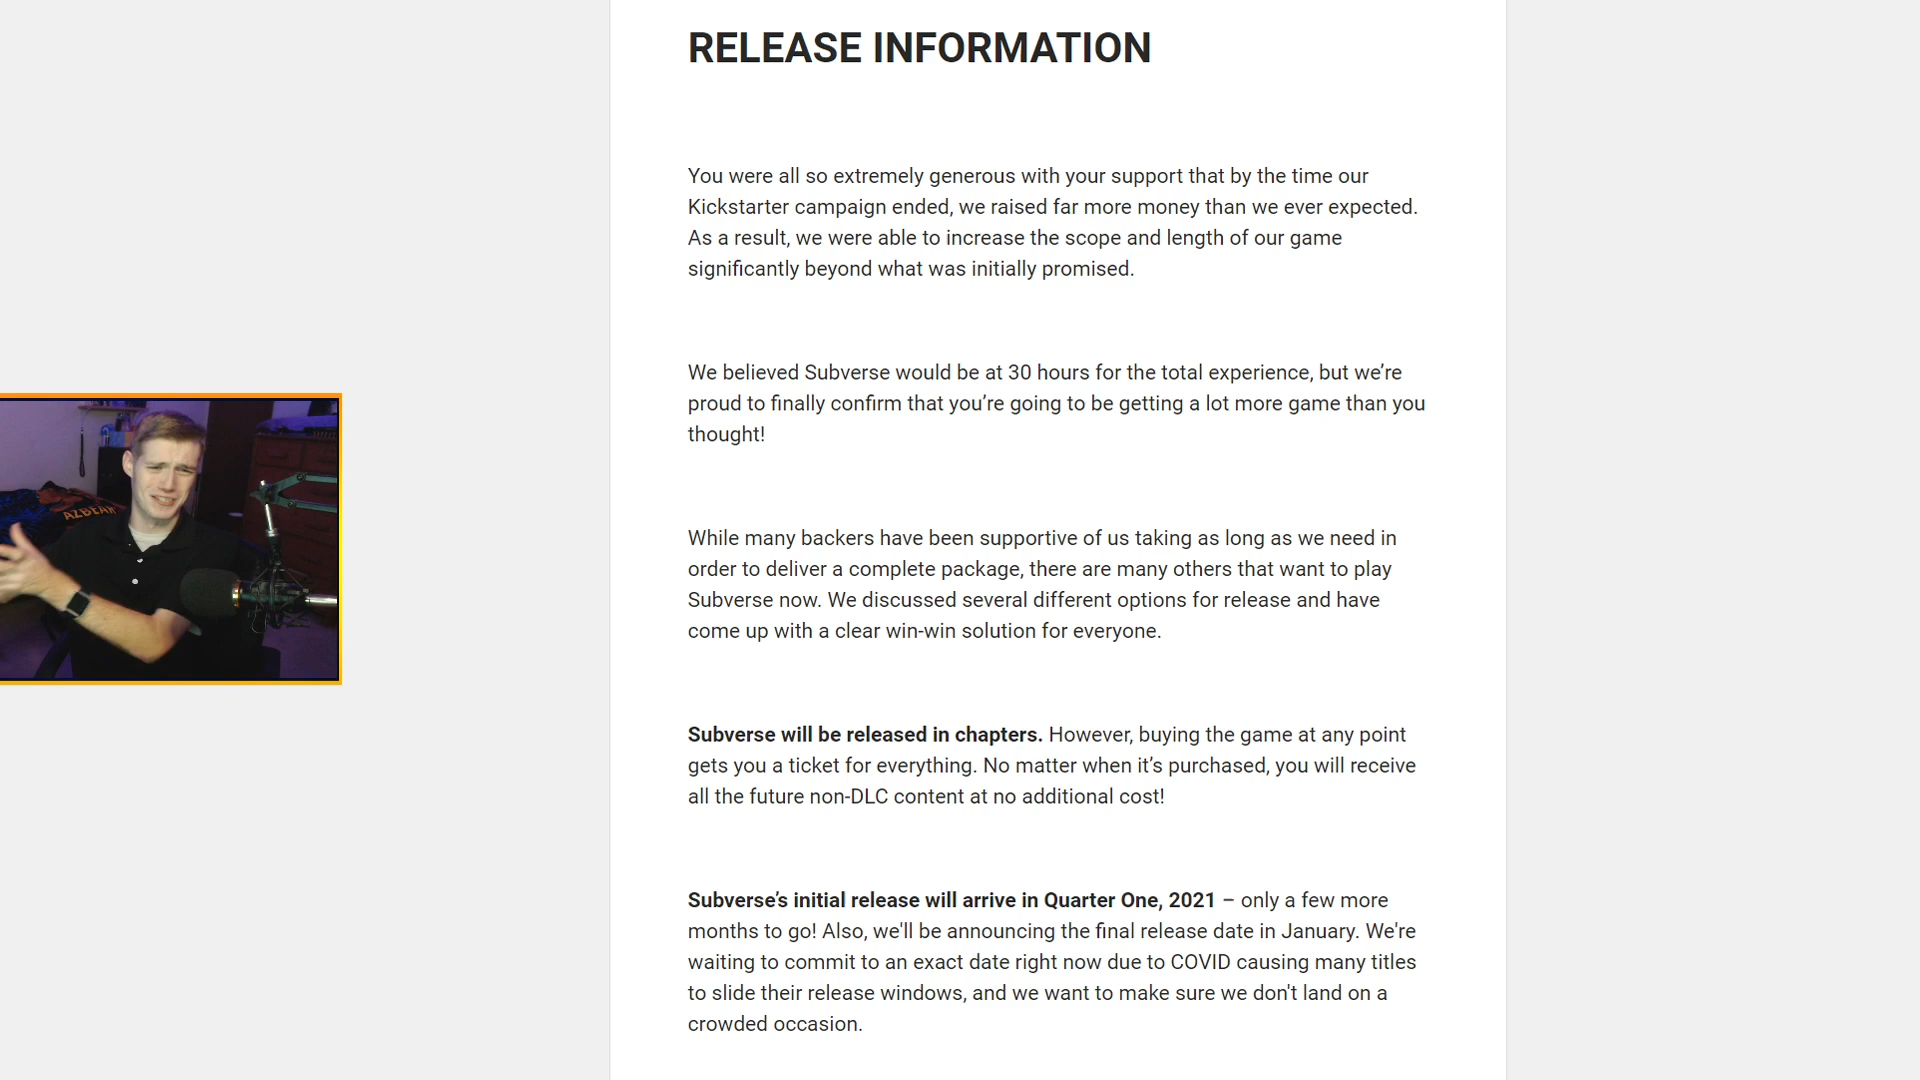 RELEASE INFORMATION
You were all so extremely generous with your support that by the time our
Kickstarter campaign ended, we raised far more money than we ever expected.
As a result, we were able to increase the scope and length of our game
significantly beyond what was initially promised.
We believed Subverse would be at 30 hours for the total experience, but we’re
proud to finally confirm that you’re going to be getting a lot more game than you
thought!
While many backers have been supportive of us taking as long as we need in
order to deliver a complete package, there are many others that want to play
Subverse now. We discussed several different options for release and have
come up with a clear win-win solution for everyone.
Subverse will be released in chapters. However, buying the game at any point
gets you a ticket for everything. No matter when it’s purchased, you will receive
all the future non-DLC content at no additional cost!
Subverse’s initial release will arrive in Quarter One, 2021 – only a few more
months to go! Also, we'll be announcing the final release date in January. We're
waiting to commit to an exact date right now due to COVID causing many titles
to slide their release windows, and we want to make sure we don't land on a
crowded occasion.
AZBEAR